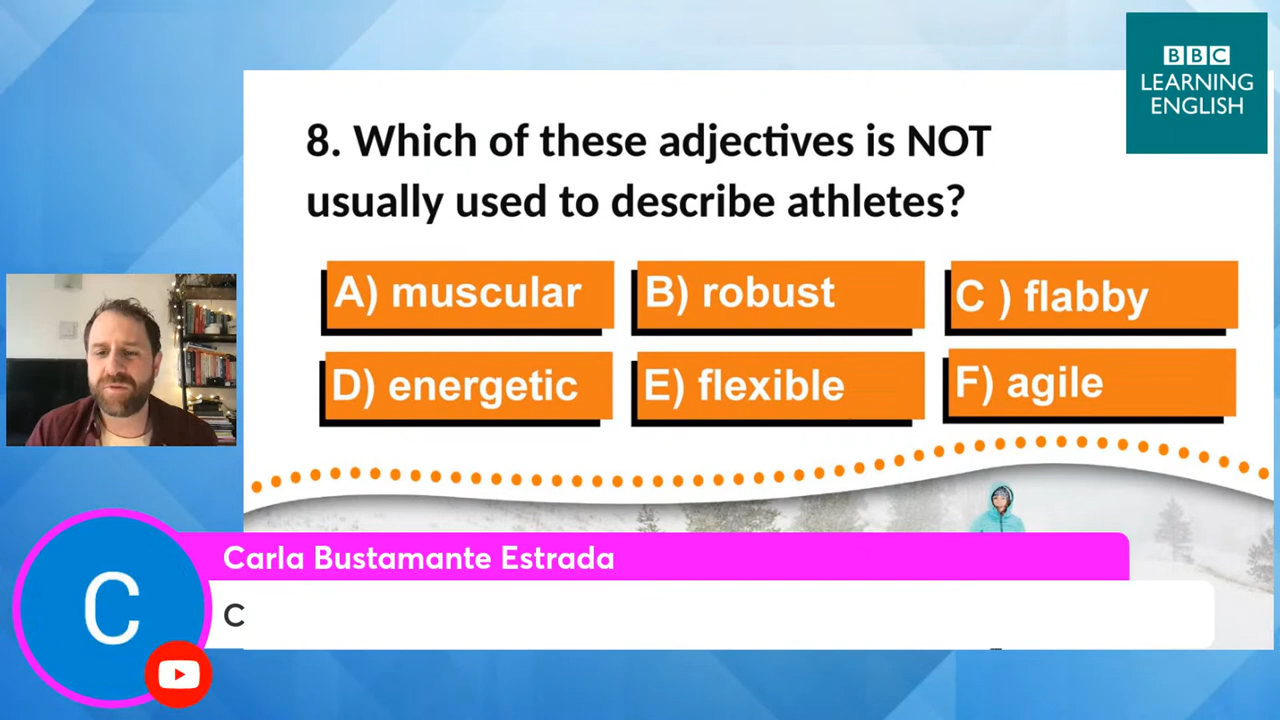 BBC
LEARNING
ENGLISH
8. Which of these adjectives is NOT
usually used to describe athletes?
A) muscular
B) robust
C ) flabby
D) energetic
E) flexible
F) agile
C
Carla Bustamante Estrada
C